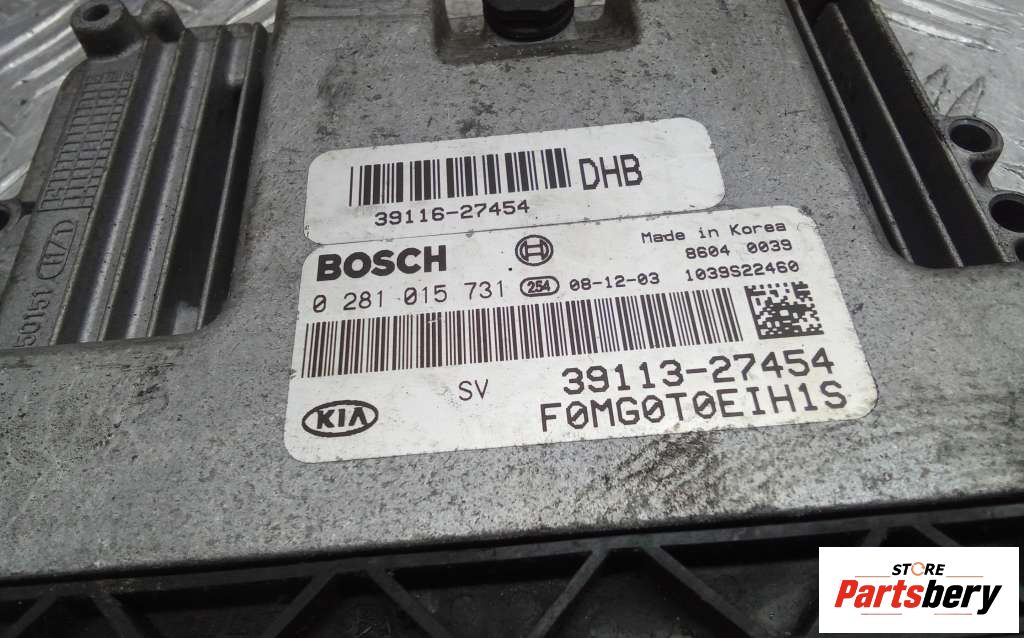 DHB
39116-27454
BOSCH
Made in Korea
8604 0039
0 281 015 731 254 08-12-03 1039S22460
39113-27454
SV
KIA
F0MG0T0EIH1S
H/D
50151
STORE
Partsbery